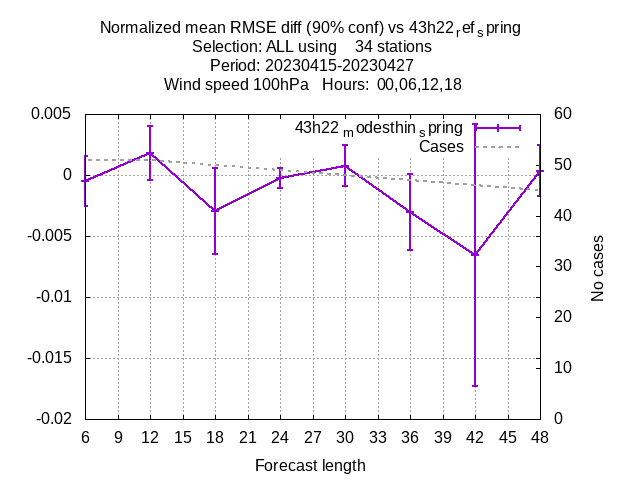 Normalized mean RMSE diff (90% conf) vs 43h22refspring
Selection: ALL using 34 stations
Period: 20230415-20230427
Wind speed 100hPa Hours: 00,06,12,18
0.005
0
-0.005
-0.01
-0.015
-0.02
43h22modesthinspring
Cases
60
50
40
30
20
10
0
No cases
6 9 12 15 18 21 24 27 30 33 36 39 42 45 48
Forecast length